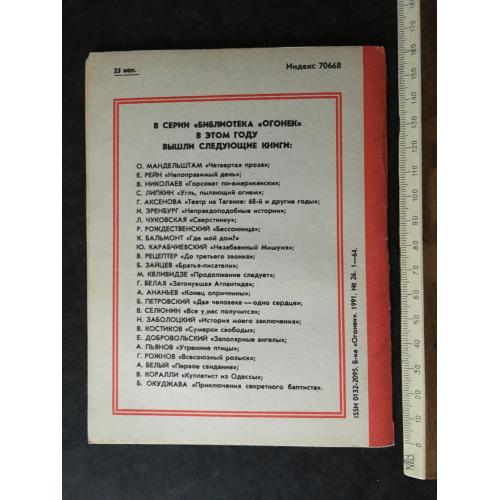 25 коп.
Индекс 70668
В СЕРИИ «БИБЛИОТЕКА «ОГОНЕК»
В ЭТОМ ГОДУ
ВЫШЛИ СЛЕДУЮЩИЕ КНИГИ:
О. МАНДЕЛЬШТАМ «Четвертая проза»;
Е. РЕЙН «Непоправимый день»;
В. НИКОЛАЕВ «Горсовет по-американски»;
С. ЛИПКИН «Угль, пылающий огнем»;
Г. АКСЕНОВА «Театр на Таганке: 68-й и другие годы»;
И. ЭРЕНБУРГ «Неправдоподобные истории»;
Л. ЧУКОВСКАЯ «Сверстнику»;
Р. РОЖДЕСТВЕНСКИЙ «Бессонница»;
К. БАЛЬМОНТ «Где мой дом!»
Ю. КАРАБЧИЕВСКИЙ «Незабвенный Мишуня»;
В. РЕЦЕПТЕР «До третьего звонка»;
Б. ЗАЙЦЕВ «Братья-писатели»;
М. КВЛИВИДЗЕ «Продолжение следует»;
Г. БЕЛАЯ «Затонувшая Атлантида»;
А. АНАНЬЕВ «Конец опричнины»;
Б. ПЕТРОВСКИЙ «Два человека — одно сердце»;
В. СЕЛЮНИН «Все у нас получится»;
Н. ЗАБОЛОЦКИЙ «История моего заключения»;
В. КОСТИКОВ «Сумерки свободы»;
Е. ДОБРОВОЛЬСКИЙ «Заполярные ангелы»;
А. ПЬЯНОВ «Утренние птицы»;
Г. РОЖНОВ «Всесоюзный розыск»;
А. БЕЛЫЙ «Первое свидание»;
В. КОРАЛЛИ «Куплетист из Одессы»;
Б. ОКУДЖАВА «Приключения секретного баптиста».
ISSN 0132-2095. Б-ка «Огонек». 1991, № 26. 1—64.